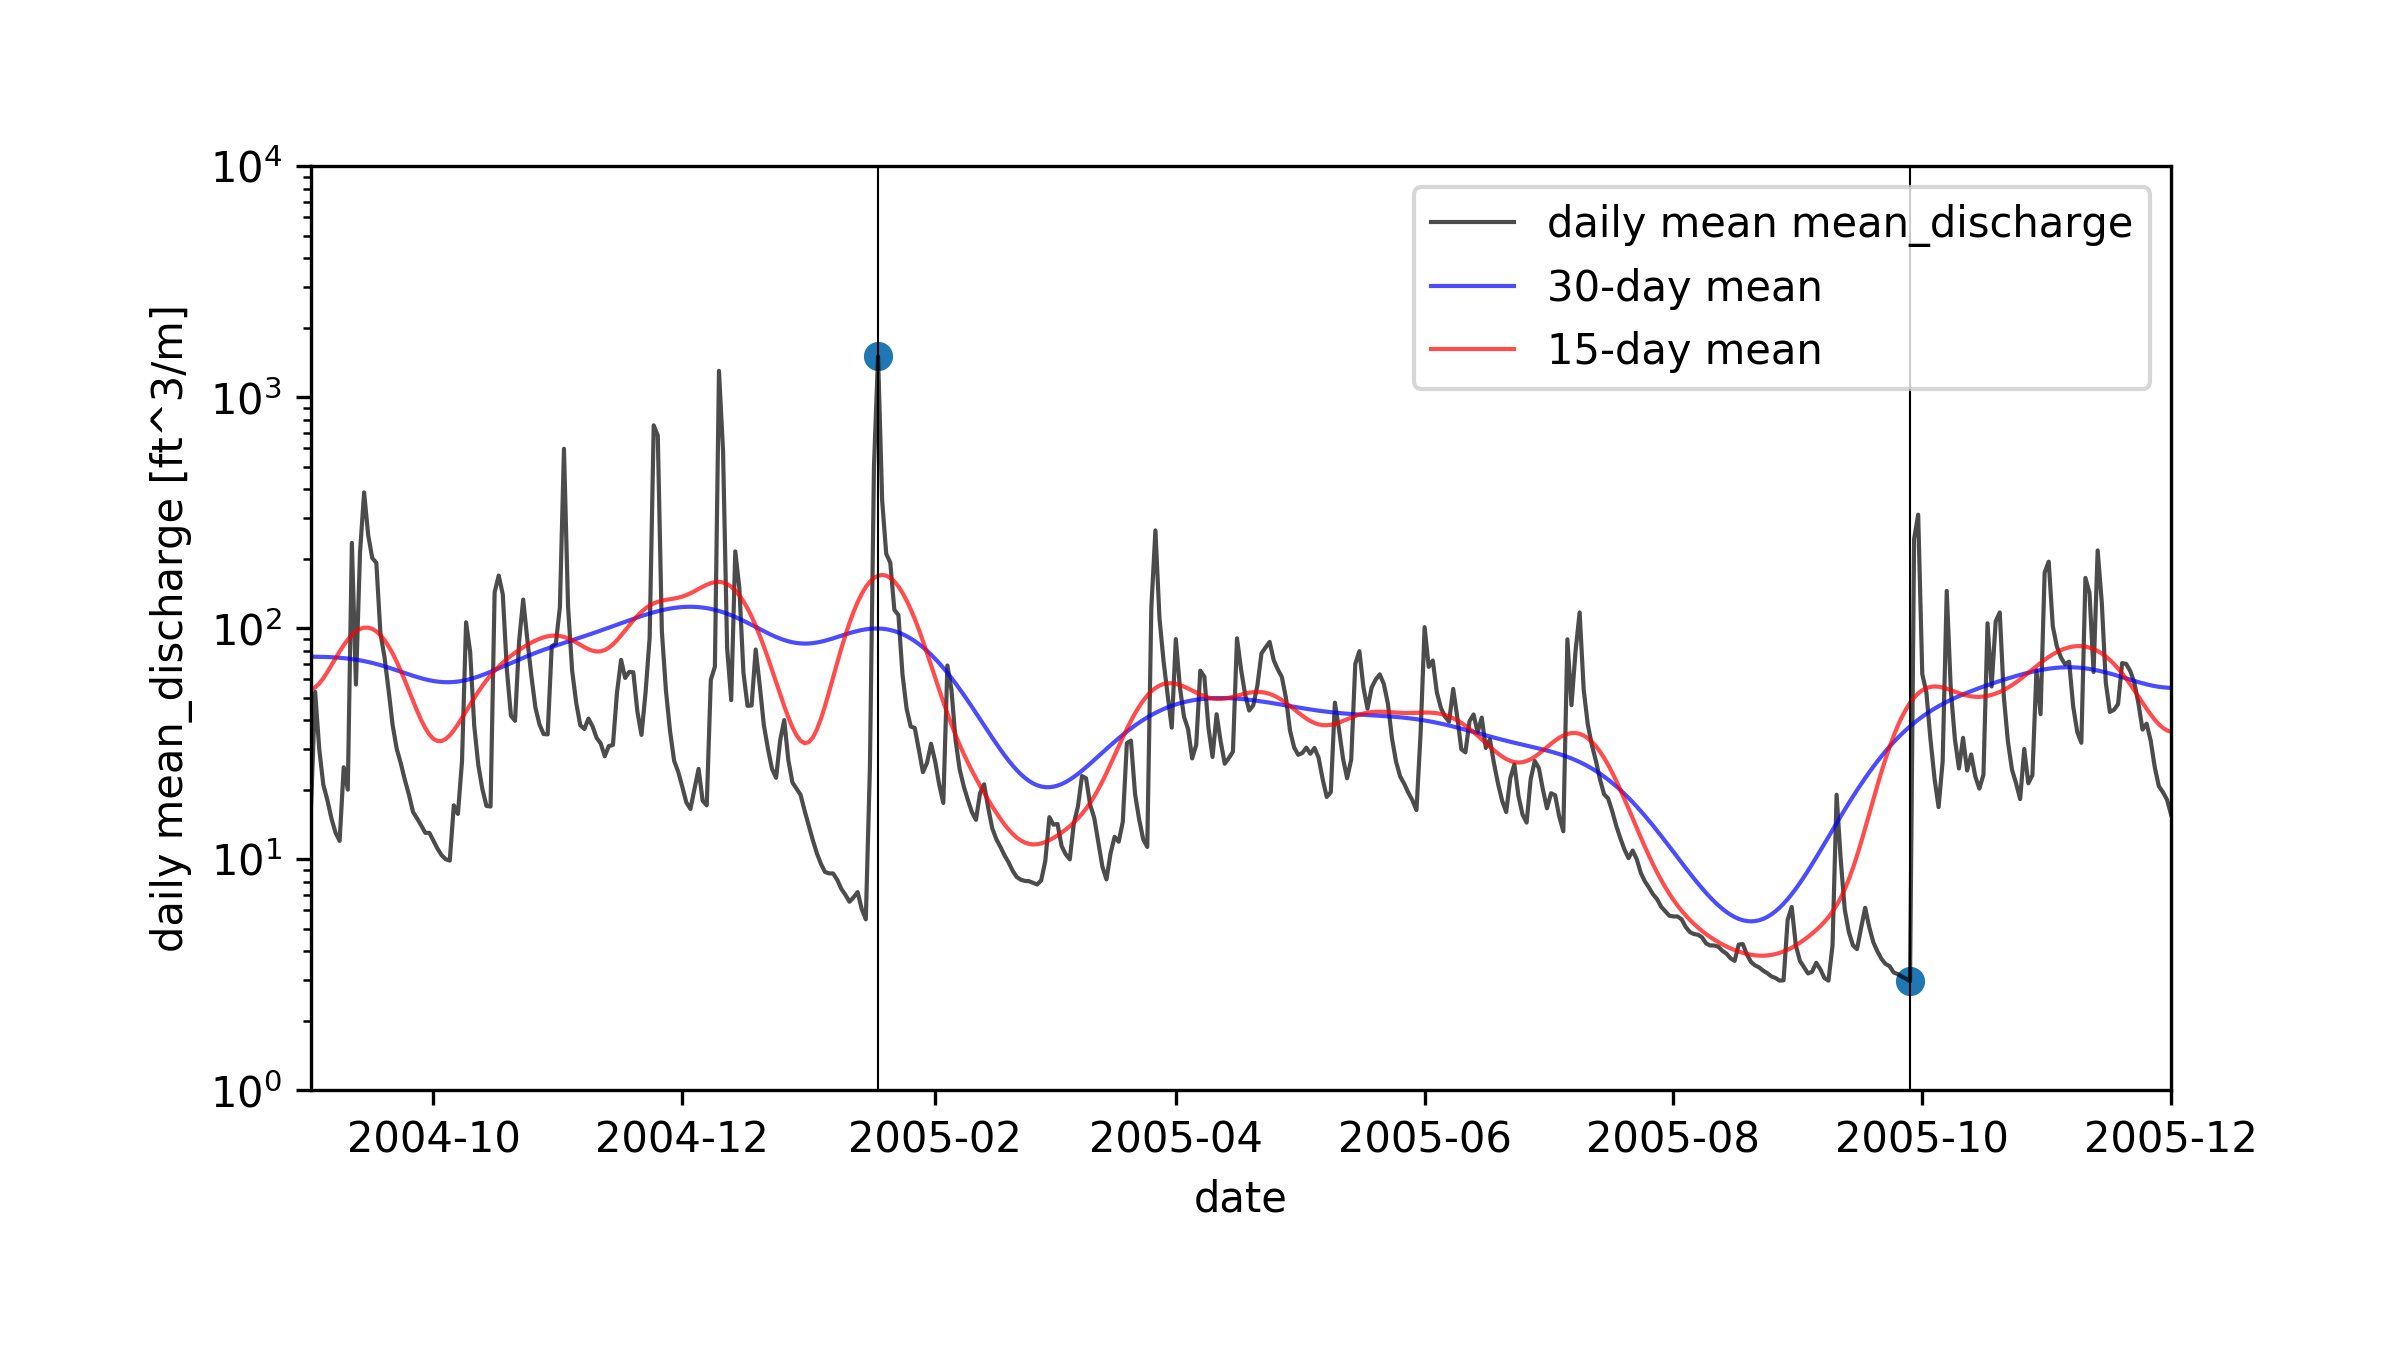 10^4
10^3
10^2
10^1
10^0
daily mean_discharge [ft^3/m]
daily mean mean_discharge
30-day mean
15-day mean
2004-10 2004-12 2005-02 2005-04 2005-06 2005-08 2005-10 2005-12
date